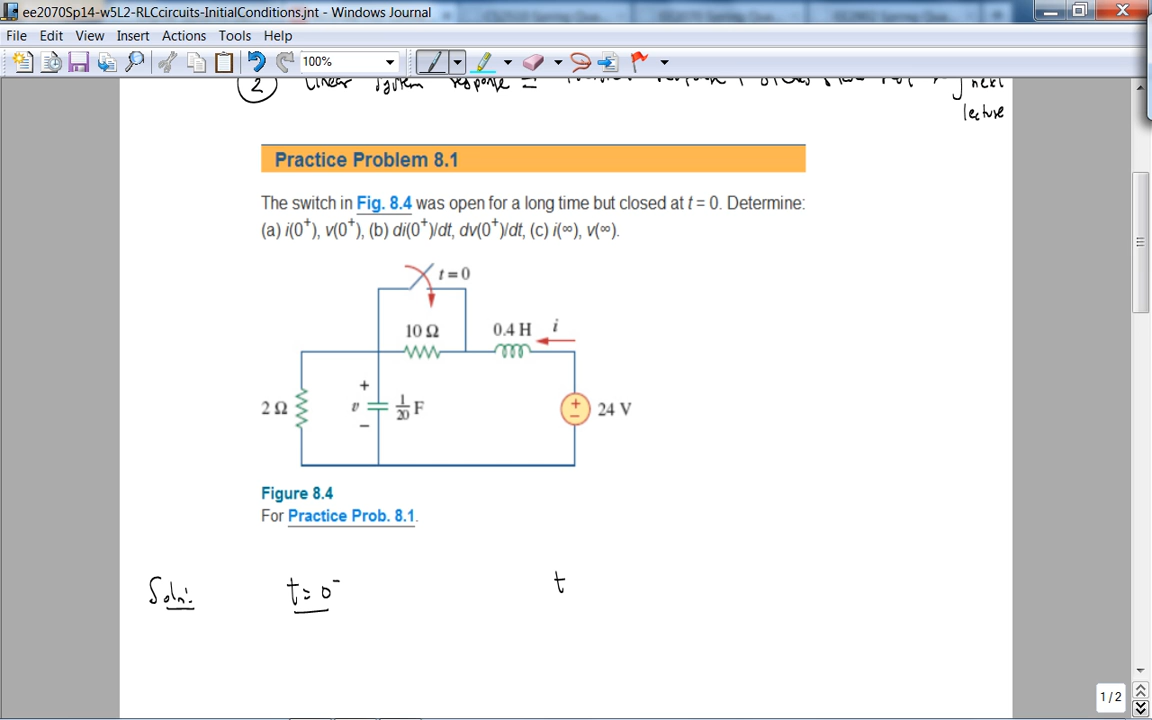 ee2070Sp14-w5L2-RLCcircuits-InitialConditions.jnt - Windows Journal
File Edit View Insert Actions Tools Help
100%
2 Linear system response = next
lecture
Practice Problem 8.1
The switch in Fig. 8.4 was open for a long time but closed at t = 0. Determine:
(a) i(0⁺), v(0⁺), (b) di(0⁺)/dt, dv(0⁺)/dt, (c) i(∞), v(∞).
t = 0
10 Ω 0.4 H i
2 Ω + v − 1/20 F + − 24 V
Figure 8.4
For Practice Prob. 8.1.
Soln: t = 0⁻ t
1 / 2